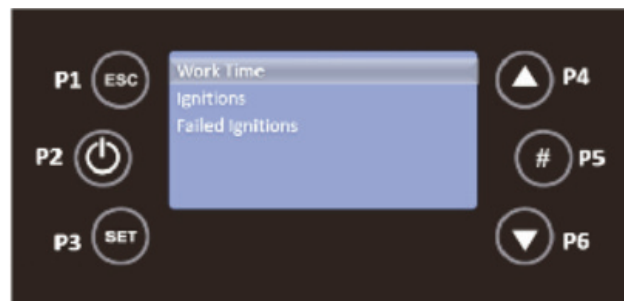 P1 ESC
Work Time
P4
Ignitions
Failed Ignitions
P2
# P5
P3 SET
P6